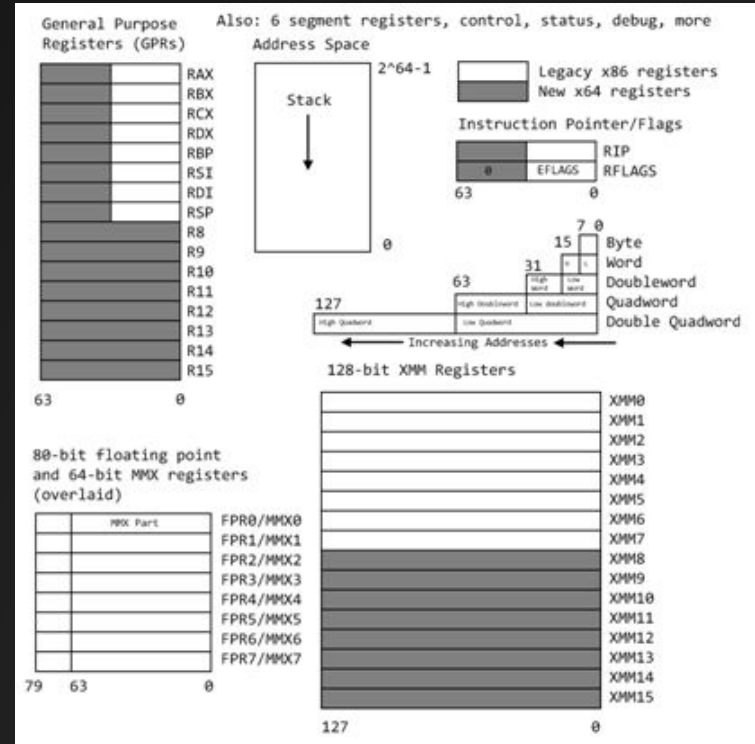 General Purpose
Registers (GPRs)
Also: 6 segment registers, control, status, debug, more
RAX
RBX
RCX
RDX
RBP
RSI
RDI
RSP
R8
R9
R10
R11
R12
R13
R14
R15
63 0
Address Space
2^64-1
Stack
0
Legacy x86 registers
New x64 registers
Instruction Pointer/Flags
RIP
0 EFLAGS RFLAGS
63 0
7 0
15 Byte
H L Word
31
High Word Low Word Doubleword
63
High Doubleword Low doubleword Quadword
127
High Quadword Low Quadword Double Quadword
Increasing Addresses
80-bit floating point
and 64-bit MMX registers
(overlaid)
MMX Part FPR0/MMX0
FPR1/MMX1
FPR2/MMX2
FPR3/MMX3
FPR4/MMX4
FPR5/MMX5
FPR6/MMX6
FPR7/MMX7
79 63 0
128-bit XMM Registers
XMM0
XMM1
XMM2
XMM3
XMM4
XMM5
XMM6
XMM7
XMM8
XMM9
XMM10
XMM11
XMM12
XMM13
XMM14
XMM15
127 0